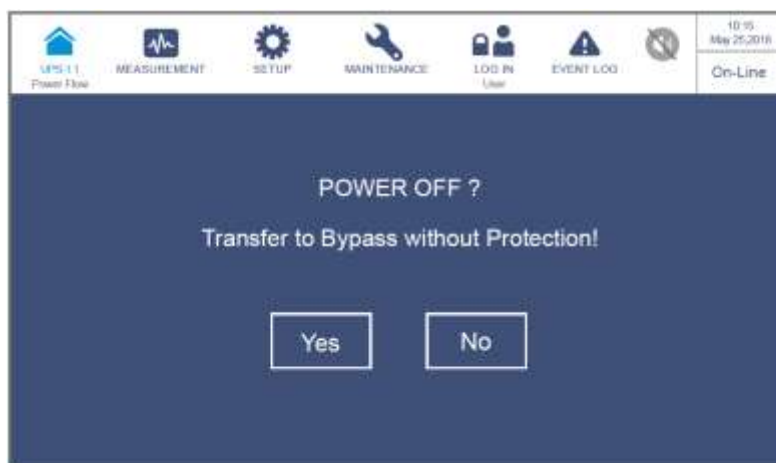 10:15
May 25,2016
UPS-1.1
MEASUREMENT
SETUP
MAINTENANCE
LOG IN
EVENT LOG
Power Flow
User
On-Line
POWER OFF ?
Transfer to Bypass without Protection!
Yes
No